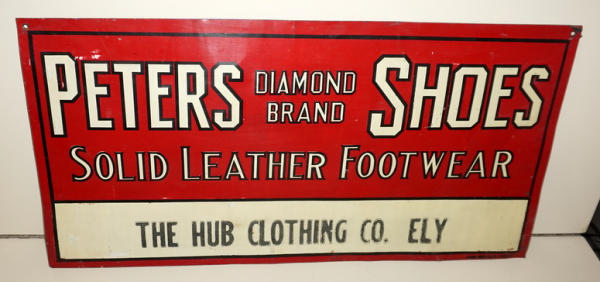 PETERS DIAMOND BRAND SHOES
SOLID LEATHER FOOTWEAR
THE HUB CLOTHING CO. ELY